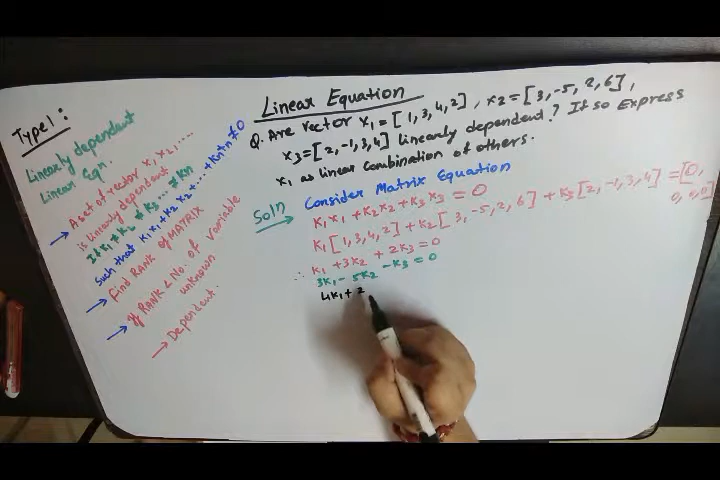 Type 1:
Linearly dependent
Linear Eqn.
→ A set of vector X1, X2, .....
is linearly dependent
If K1 ≠ K2 ≠ K3 ... ≠ Kn
such that K1X1 + K2X2 + ... + KnXn ≠ 0
→ Find RANK of MATRIX
→ If RANK < No. of variable
unknown
→ Dependent.
Linear Equation
Q. Are vector X1 = [1, 3, 4, 2], X2 = [3, -5, 2, 6],
X3 = [2, -1, 3, 4] linearly dependent? If so Express
X1 as linear combination of others.
Soln Consider Matrix Equation
K1X1 + K2X2 + K3X3 = 0
K1[1, 3, 4, 2] + K2[3, -5, 2, 6] + K3[2, -1, 3, 4] = [0,
0, 0, 0]
∴ K1 + 3K2 + 2K3 = 0
3K1 - 5K2 - K3 = 0
4K1 + 2